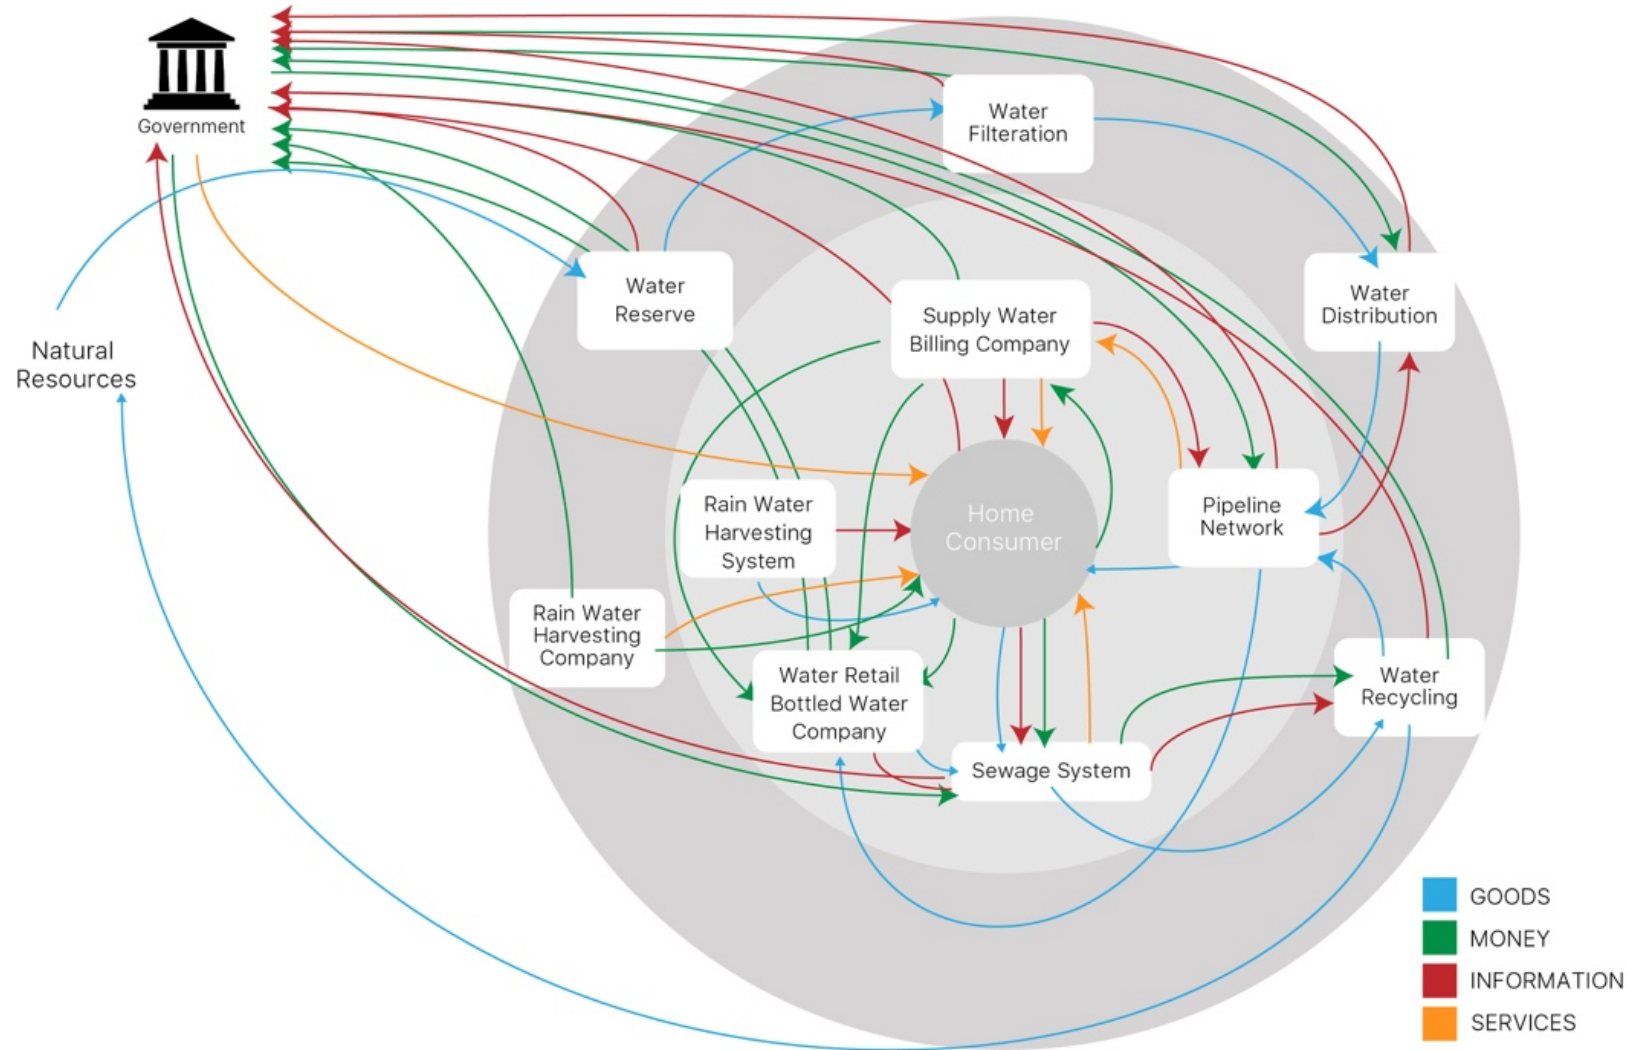 Government
Water
Filteration
Water
Reserve
Water
Distribution
Supply Water
Billing Company
Natural
Resources
Rain Water
Harvesting
System
Home
Consumer
Pipeline
Network
Rain Water
Harvesting
Company
Water Retail
Bottled Water
Company
Water
Recycling
Sewage System
GOODS
MONEY
INFORMATION
SERVICES